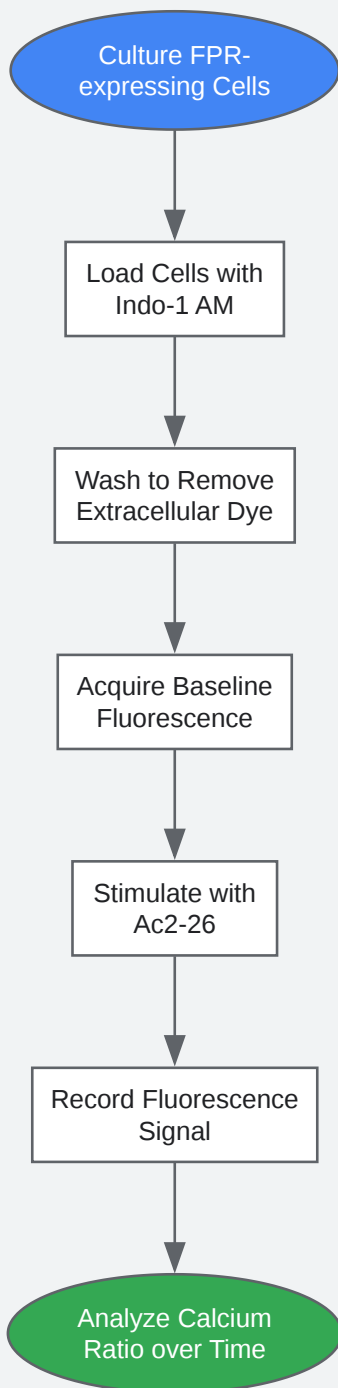 Culture FPR-
expressing Cells
Load Cells with
Indo-1 AM
Wash to Remove
Extracellular Dye
Acquire Baseline
Fluorescence
Stimulate with
Ac2-26
Record Fluorescence
Signal
Analyze Calcium
Ratio over Time